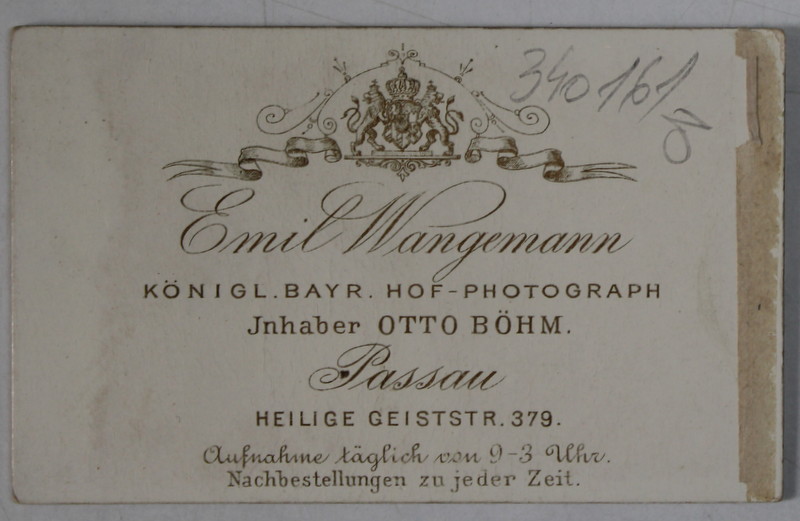 340161
Emil Wangemann
KÖNIGL. BAYR. HOF-PHOTOGRAPH
Jnhaber OTTO BÖHM.
Passau
HEILIGE GEISTSTR. 379.
Aufnahme täglich von 9-3 Uhr.
Nachbestellungen zu jeder Zeit.